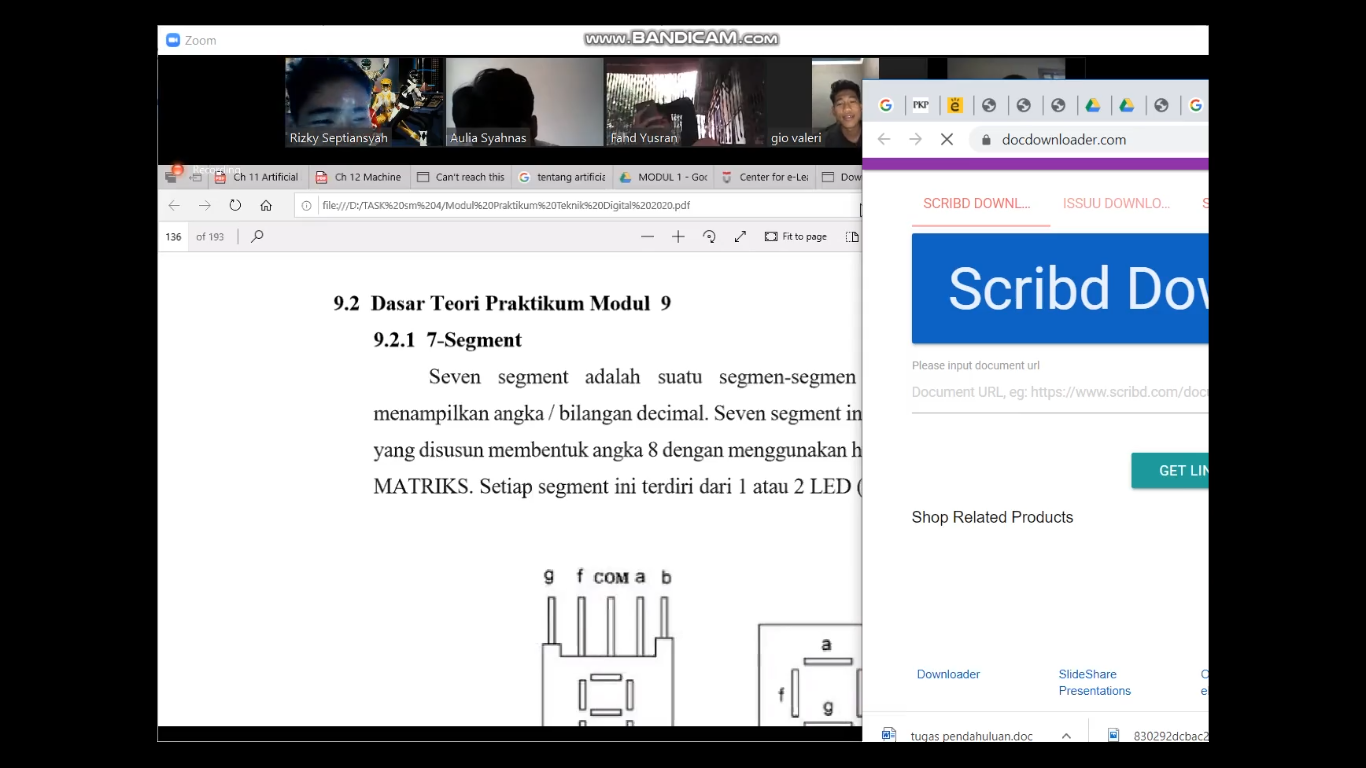 Zoom
www.BANDICAM.com
Rizky Septiansyah
Aulia Syahnas
Fahd Yusran
gio valeri
PKP
docdownloader.com
Recording
Ch 11 Artificial
Ch 12 Machine
Can't reach this
tentang artificia
MODUL 1 - Goo
Center for e-Lea
Dow
file:///D:/TASK%20sm%204/Modul%20Praktikum%20Teknik%20Digital%202020.pdf
136 of 193
Fit to page
SCRIBD DOWNL...
ISSUU DOWNLO...
S
Scribd Dow
Please input document url
Document URL, eg: https://www.scribd.com/doc
GET LIN
Shop Related Products
Downloader
SlideShare
Presentations
O
e
tugas pendahuluan.doc
830292dcbac2
9.2 Dasar Teori Praktikum Modul 9
9.2.1 7-Segment
Seven segment adalah suatu segmen-segmen
menampilkan angka / bilangan decimal. Seven segment in
yang disusun membentuk angka 8 dengan menggunakan h
MATRIKS. Setiap segment ini terdiri dari 1 atau 2 LED (
g f COM a b
a
f
g